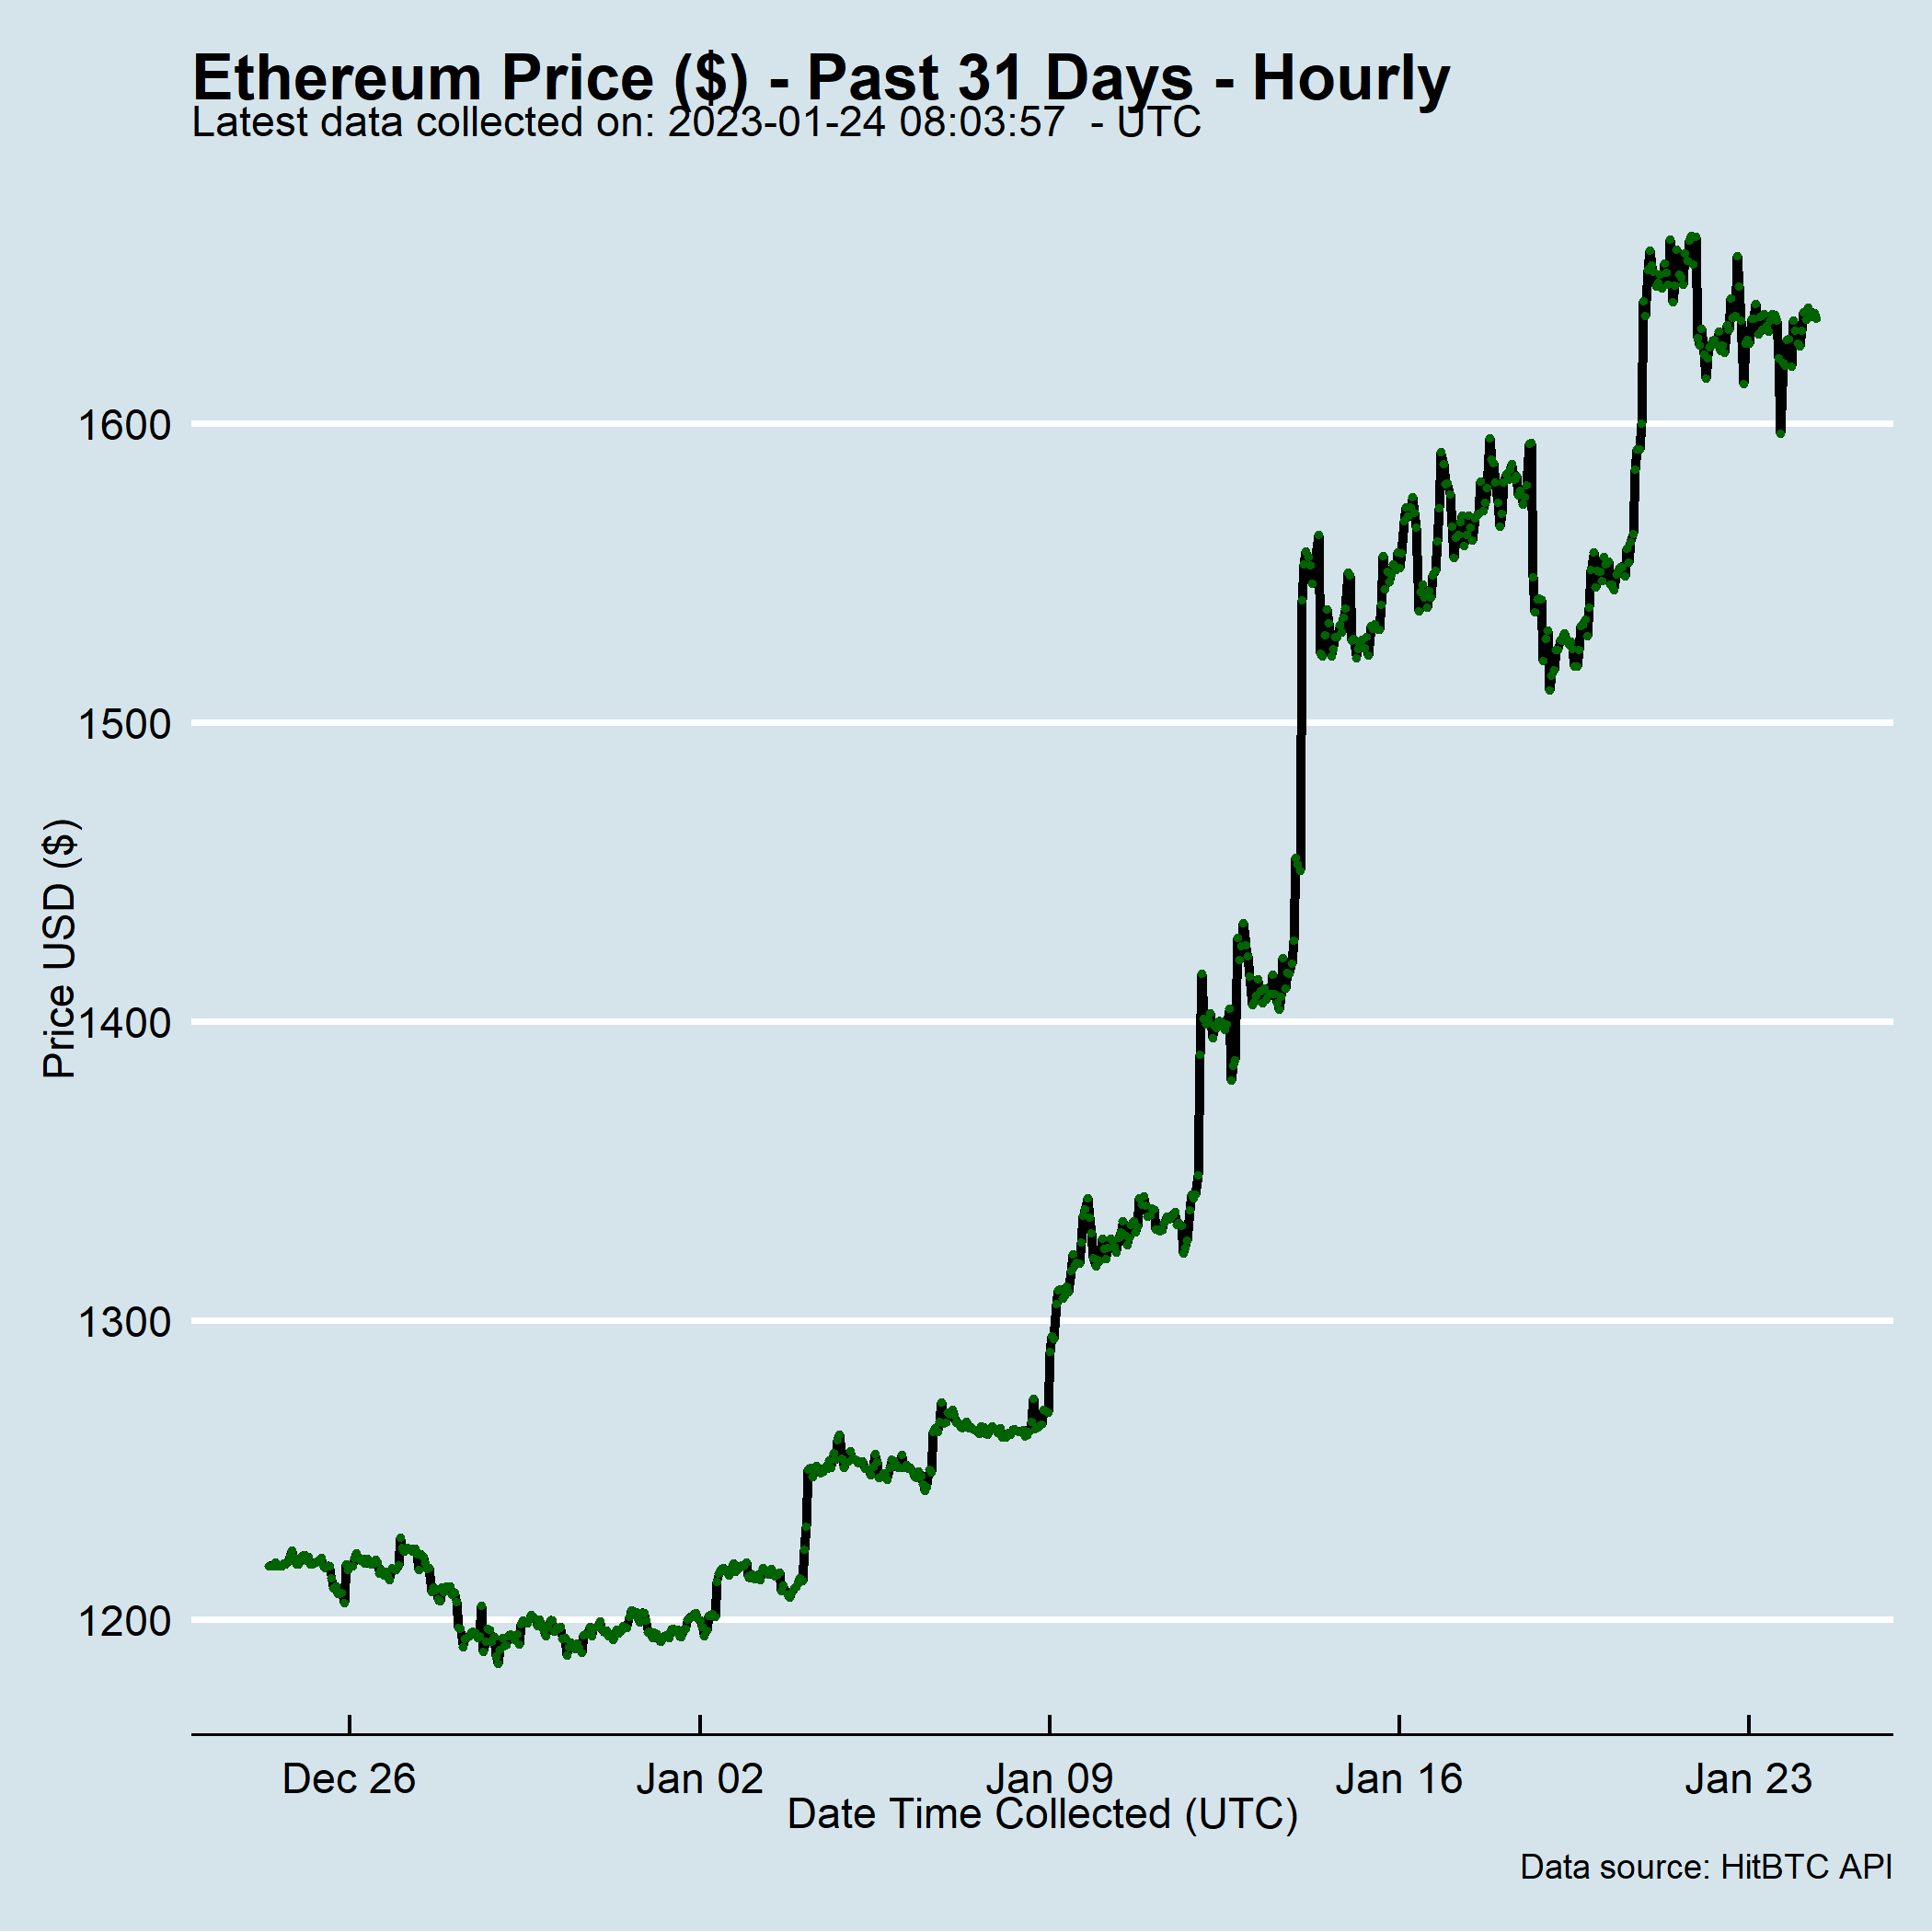 Ethereum Price ($) - Past 31 Days - Hourly
Latest data collected on: 2023-01-24 08:03:57  - UTC
1600
1500
1400
1300
1200
Price USD ($)
Dec 26
Jan 02
Jan 09
Jan 16
Jan 23
Date Time Collected (UTC)
Data source: HitBTC API